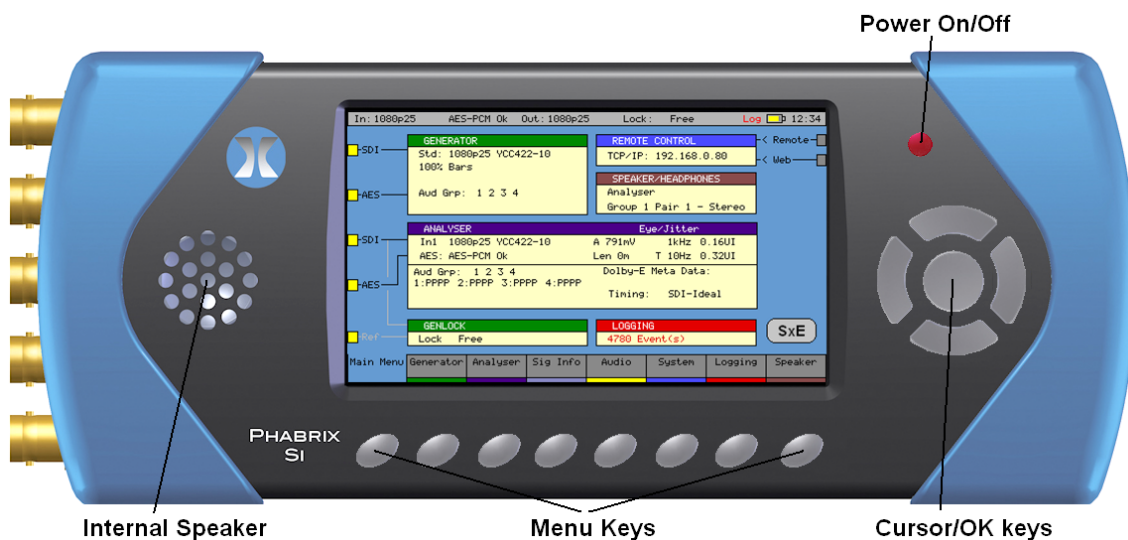 Power On/Off
In: 1080p25 AES-PCM Ok Out: 1080p25 Lock: Free Log 12:34
GENERATOR
Std: 1080p25 YCC422-10
100% Bars
Aud Grp: 1 2 3 4
REMOTE CONTROL
TCP/IP: 192.168.0.80
< Remote
< Web
SPEAKER/HEADPHONES
Analyser
Group 1 Pair 1 - Stereo
SDI
AES
ANALYSER Eye/Jitter
In1 1080p25 YCC422-10 A 791mV 1kHz 0.16UI
AES: AES-PCM Ok Len 0m T 10Hz 0.32UI
Aud Grp: 1 2 3 4 Dolby-E Meta Data:
1:PPPP 2:PPPP 3:PPPP 4:PPPP
Timing: SDI-Ideal
SDI
AES
GENLOCK
Lock Free
Ref
LOGGING
4780 Event(s)
SxE
Main Menu Generator Analyser Sig Info Audio System Logging Speaker
PHABRIX
SI
Internal Speaker Menu Keys Cursor/OK keys